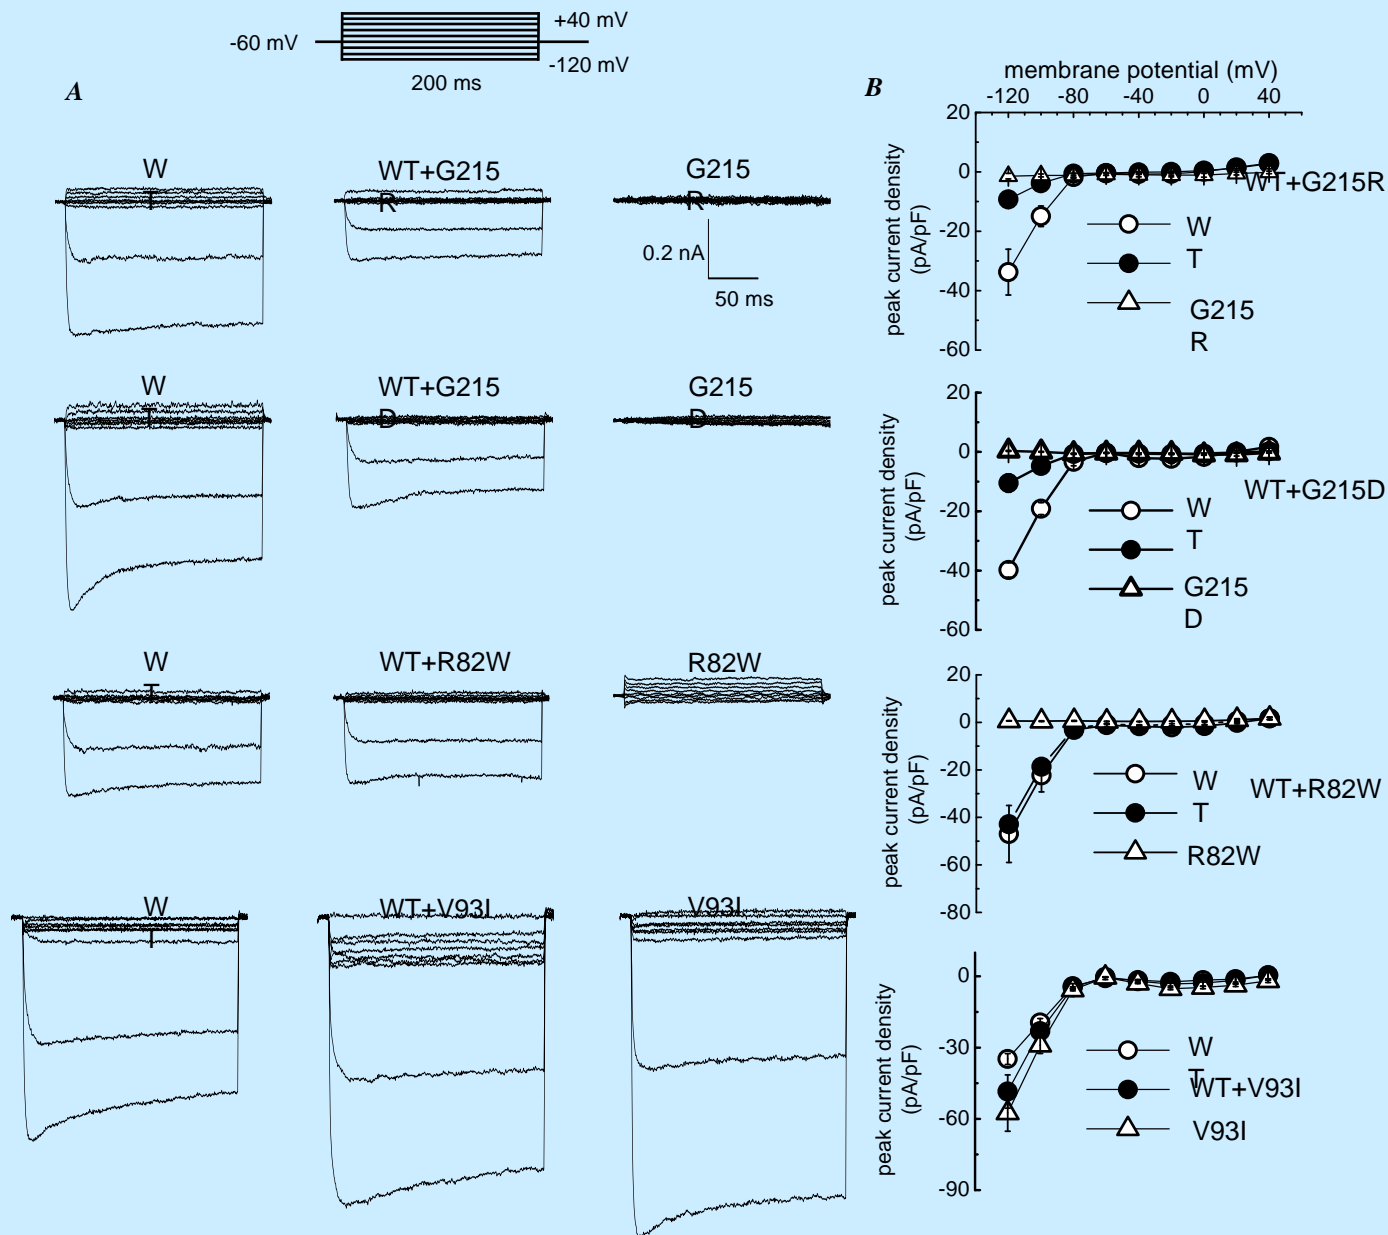 +40 mV
-60 mV
-120 mV
200 ms
A
W
T
WT+G215
R
G215
R
0.2 nA
50 ms
W
T
WT+G215
D
G215
D
W
T
WT+R82W
R82W
W
T
WT+V93I
V93I
B
membrane potential (mV)
-120 -80 -40 0 40
20
0
-20
-40
-60
peak current density
(pA/pF)
WT+G215R
W
T
G215
R
20
0
-20
-40
-60
peak current density
(pA/pF)
WT+G215D
W
T
G215
D
20
0
-20
-40
-60
-80
peak current density
(pA/pF)
W
WT+R82W
T
R82W
0
-30
-60
-90
peak current density
(pA/pF)
W
T
WT+V93I
V93I